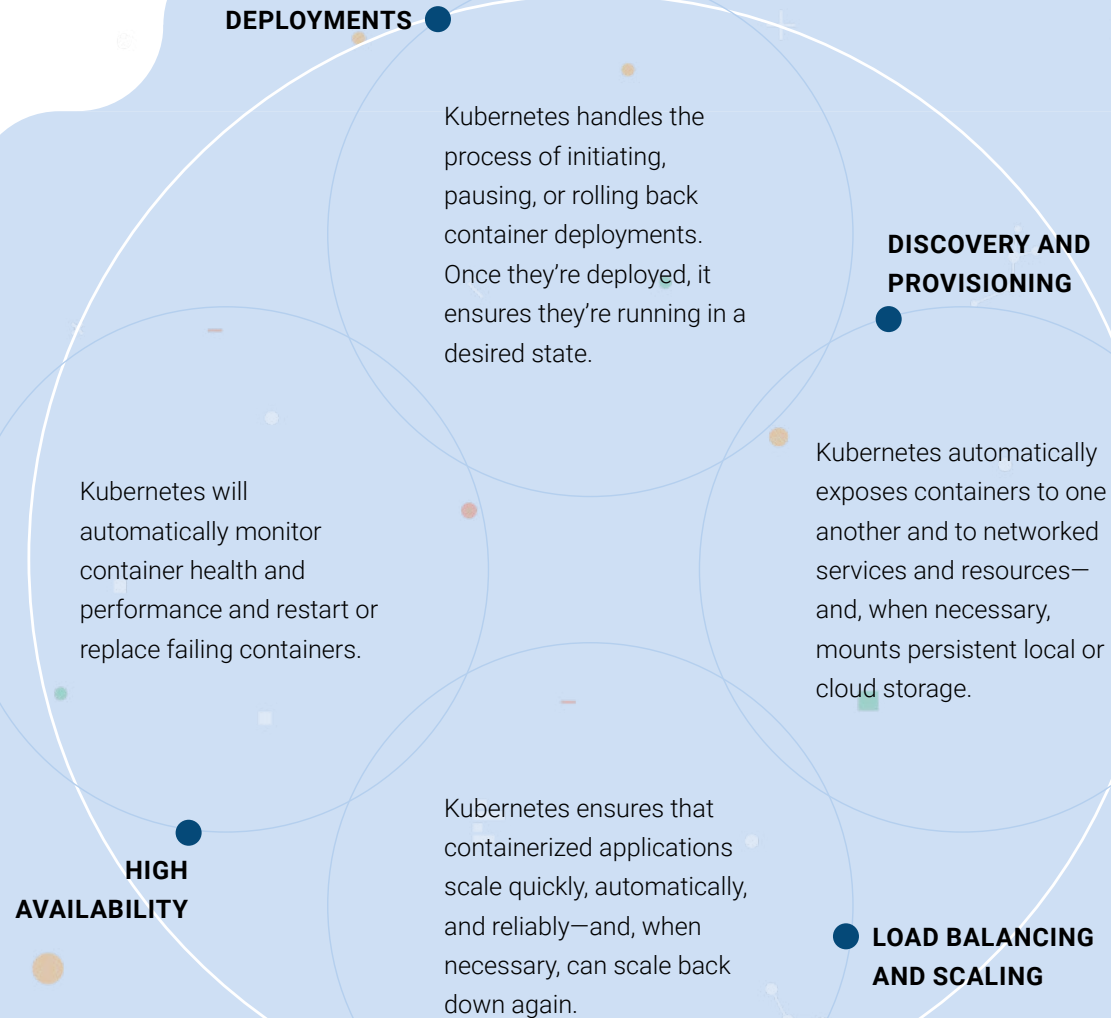 DEPLOYMENTS
Kubernetes handles the
process of initiating,
pausing, or rolling back
container deployments.
Once they’re deployed, it
ensures they’re running in a
desired state.
DISCOVERY AND
PROVISIONING
Kubernetes automatically
exposes containers to one
another and to networked
services and resources—
and, when necessary,
mounts persistent local or
cloud storage.
Kubernetes will
automatically monitor
container health and
performance and restart or
replace failing containers.
HIGH
AVAILABILITY
Kubernetes ensures that
containerized applications
scale quickly, automatically,
and reliably—and, when
necessary, can scale back
down again.
LOAD BALANCING
AND SCALING